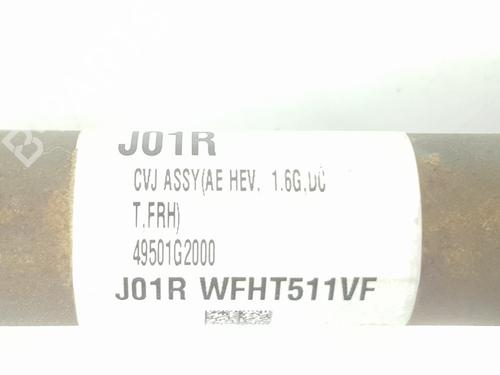 J01R
CVJ ASSY(AE HEV, 1.6G,DC
T,FRH)
49501G2000
J01R WFHT511VF